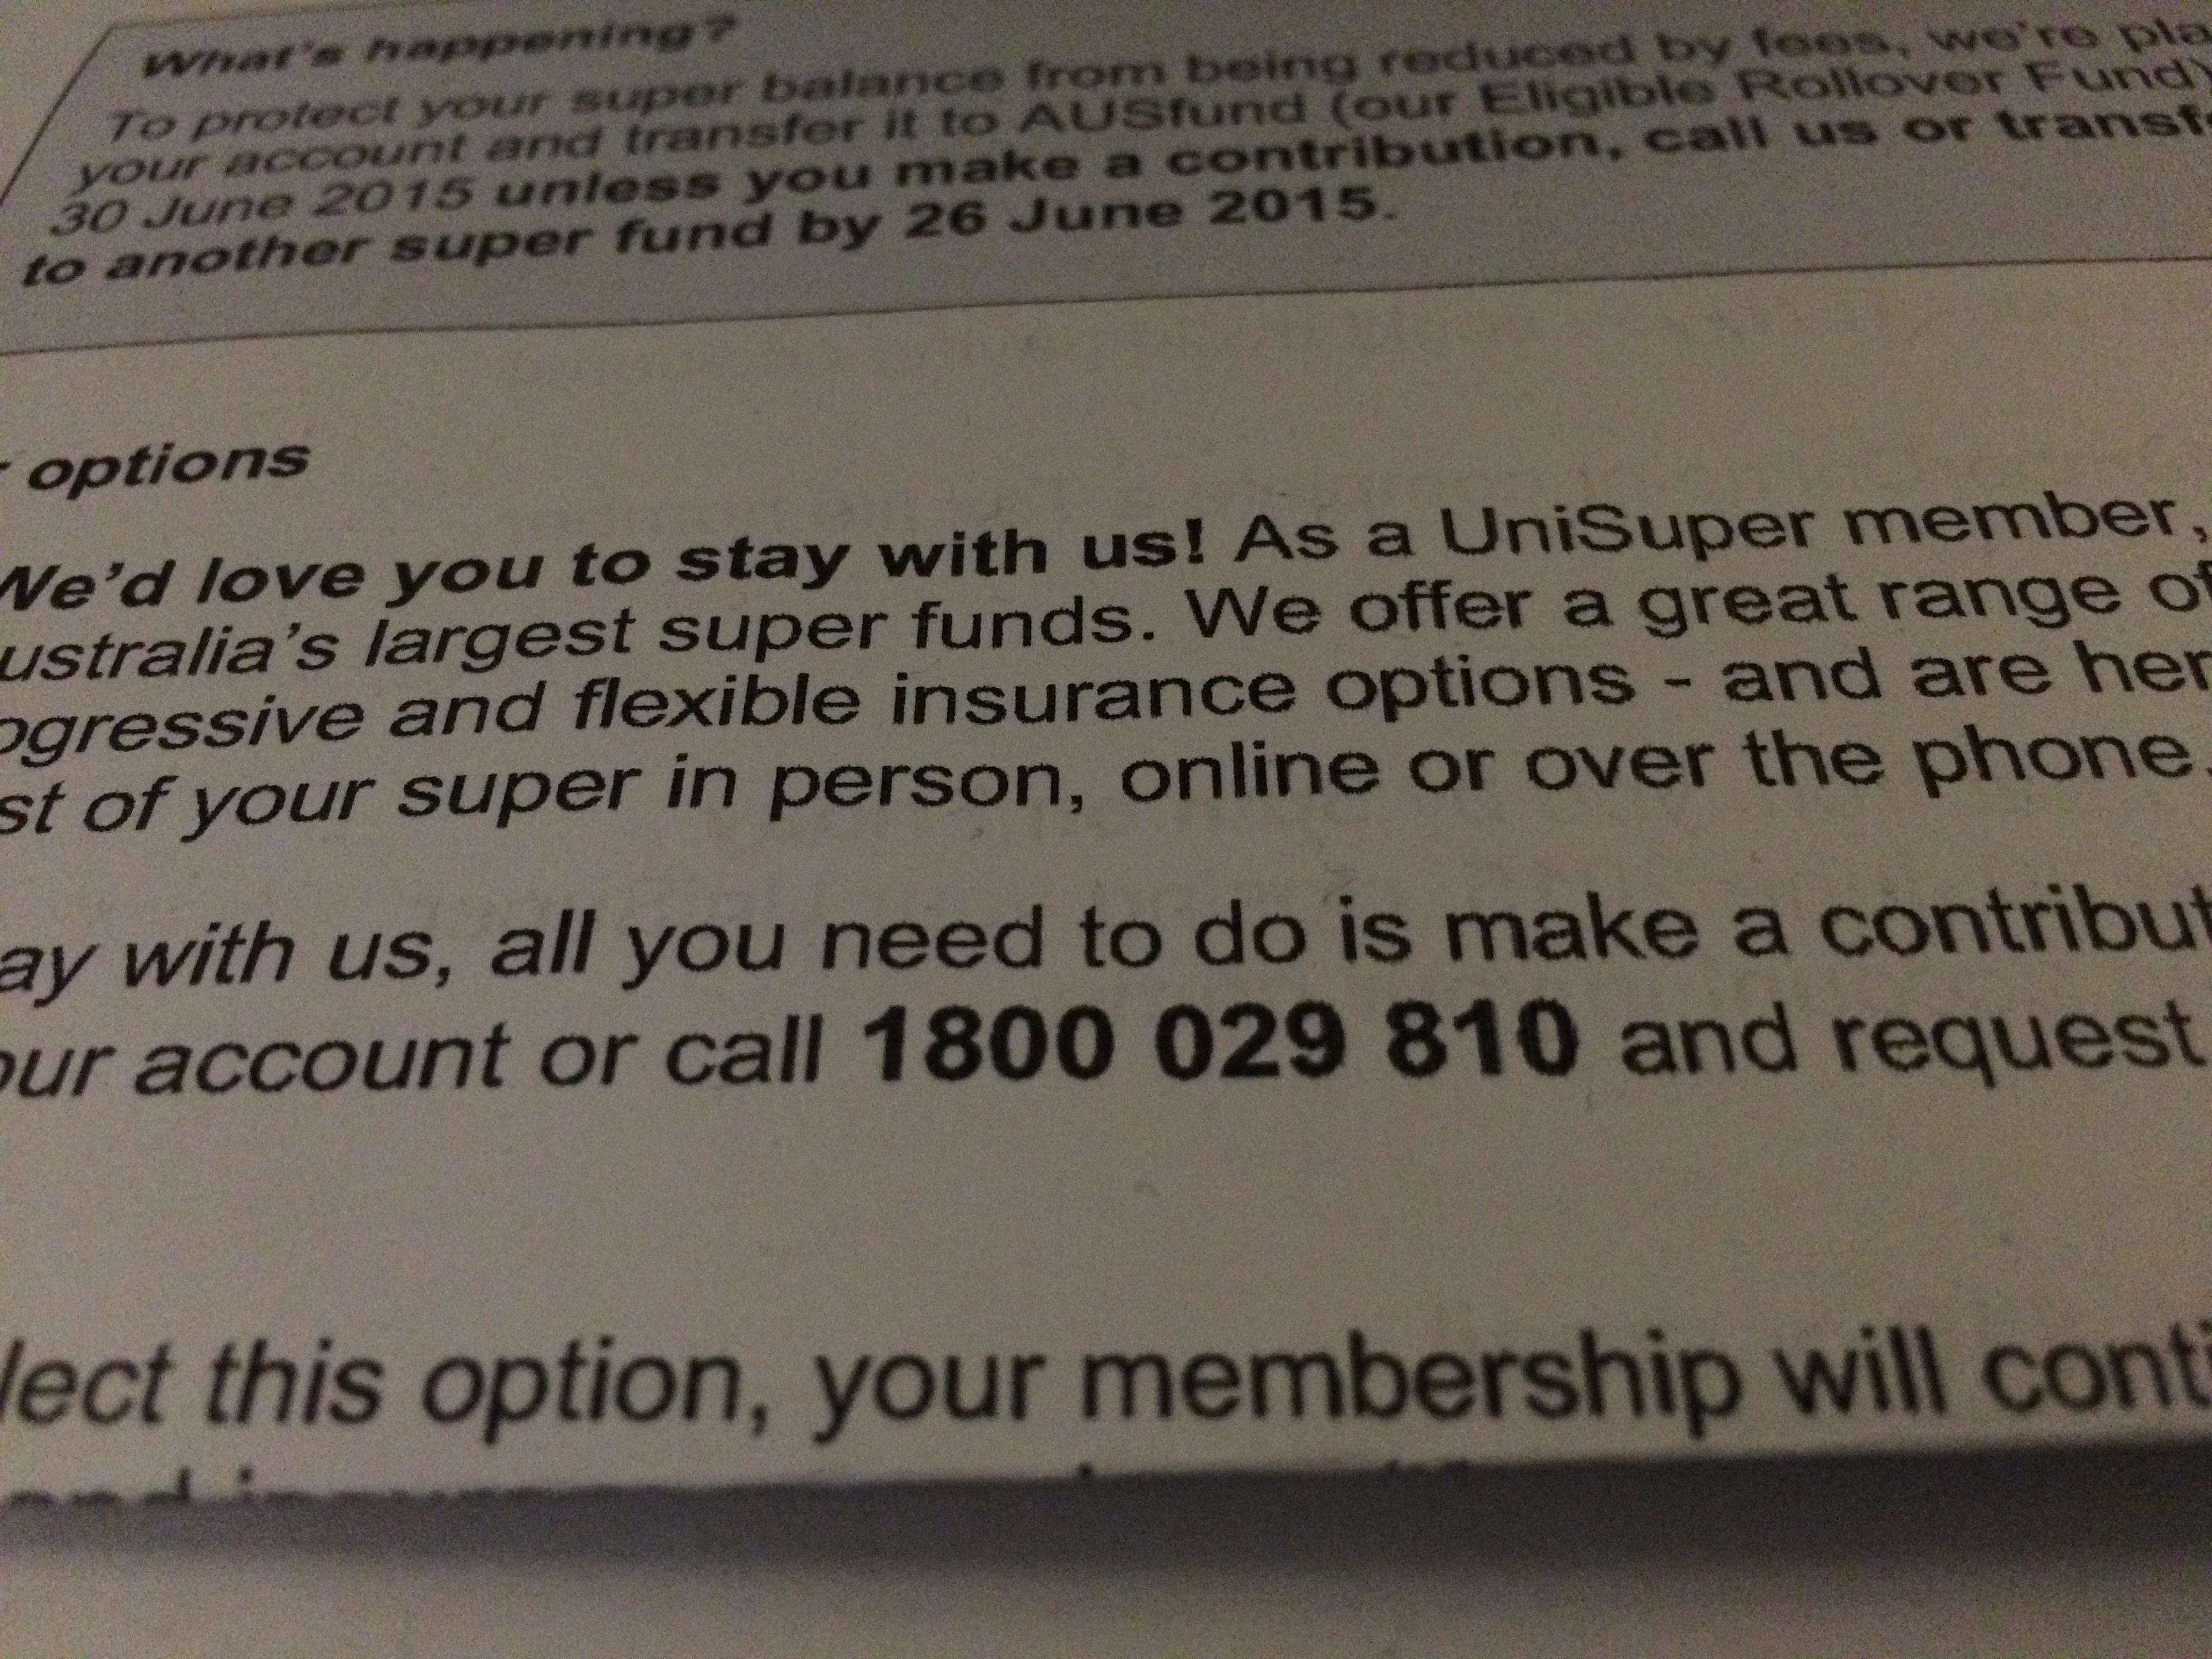 What's happening?
To protect your super balance from being reduced by fees, we're pla
your account and transfer it to AUSfund (our Eligible Rollover Fund)
30 June 2015 unless you make a contribution, call us or transf
to another super fund by 26 June 2015.
options
We'd love you to stay with us! As a UniSuper member,
ustralia's largest super funds. We offer a great range of
ogressive and flexible insurance options - and are her
st of your super in person, online or over the phone.
ay with us, all you need to do is make a contribut
our account or call 1800 029 810 and request
lect this option, your membership will conti